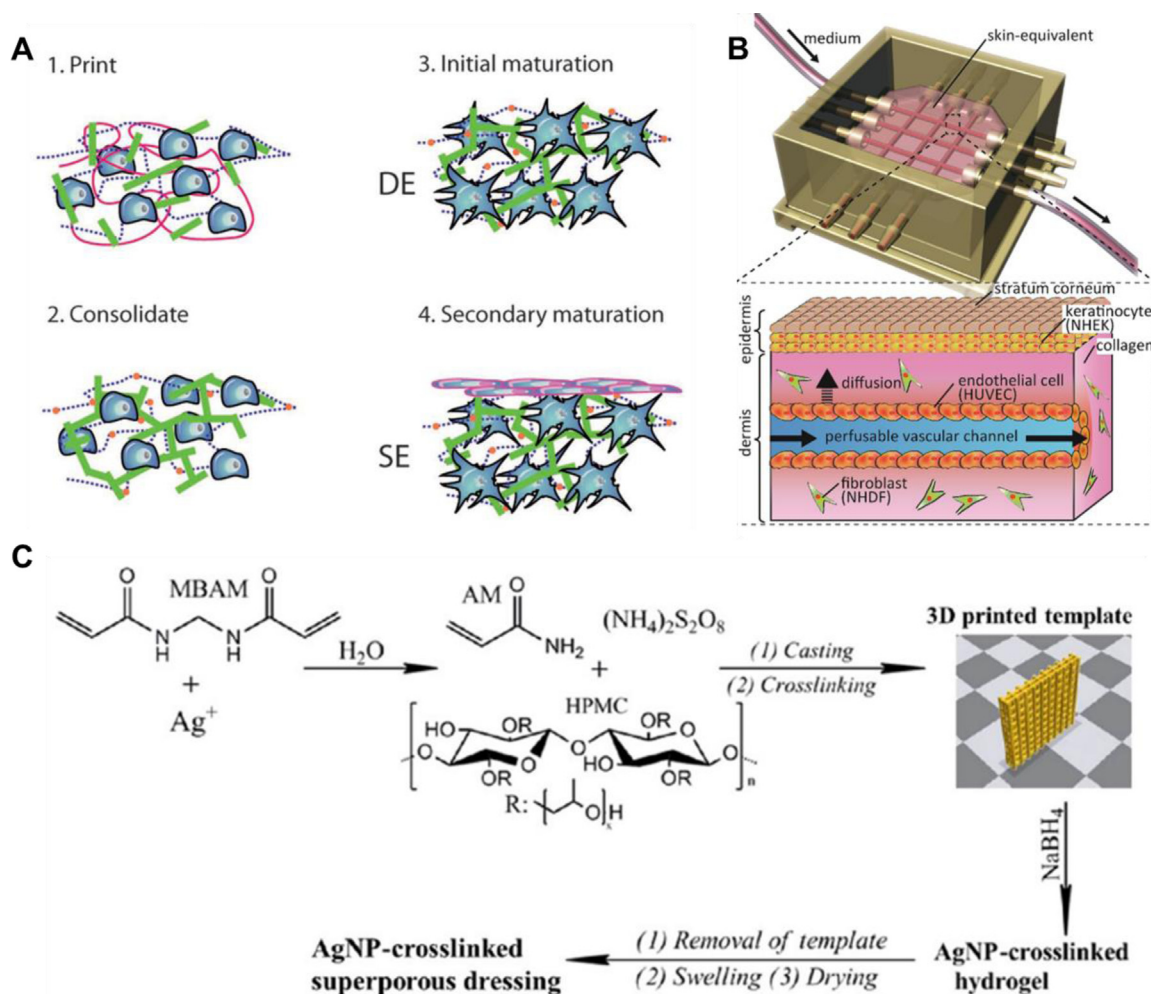 A
1. Print
2. Consolidate
3. Initial maturation
DE
4. Secondary maturation
SE
B
medium
skin-equivalent
stratum corneum
keratinocyte
(NHEK)
collagen
epidermis
dermis
diffusion
endothelial cell
(HUVEC)
perfusable vascular channel
fibroblast
(NHDF)
C
O
MBAM
O
N
H
N
H
+
Ag+
H2O
AM
O
NH2
+
(NH4)2S2O8
HPMC
HO
OR
O
O
OR
O
OR
O
HO
OR
O
n
R:
O
H
x
(1) Casting
(2) Crosslinking
3D printed template
NaBH4
AgNP-crosslinked
hydrogel
(1) Removal of template
(2) Swelling (3) Drying
AgNP-crosslinked
superporous dressing